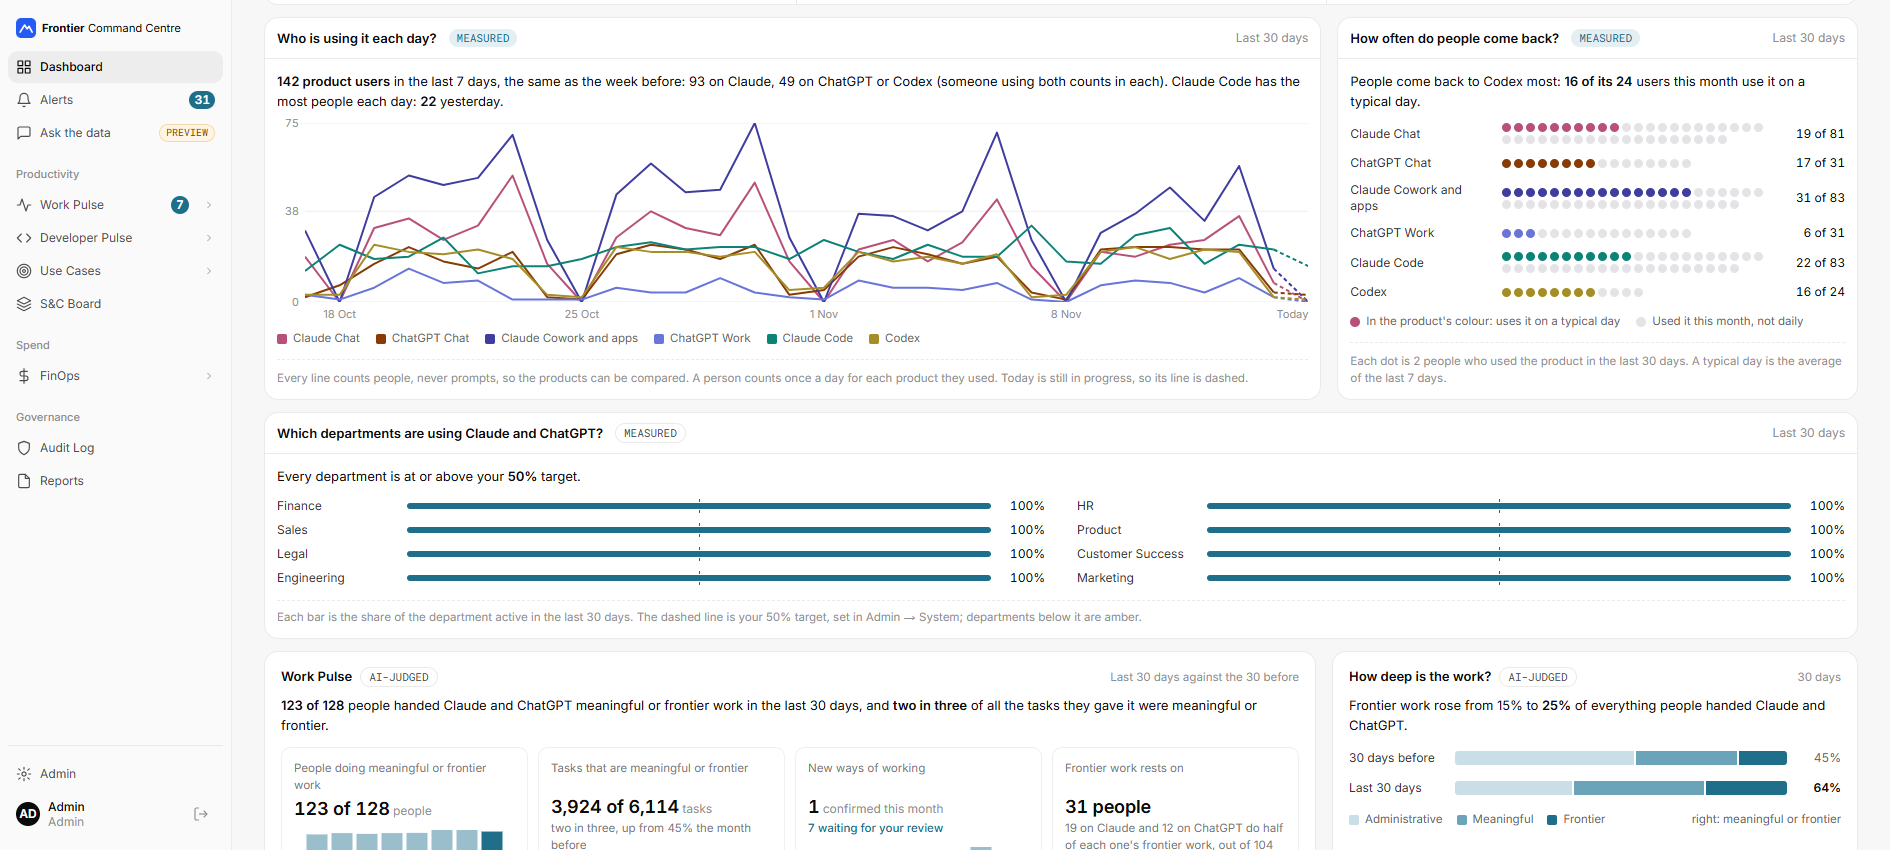 Frontier Command Centre
Dashboard
Alerts 31
Ask the data PREVIEW
Productivity
Work Pulse 7
Developer Pulse
Use Cases
S&C Board
Spend
FinOps
Governance
Audit Log
Reports
Admin
AD Admin
Admin
Who is using it each day? MEASURED Last 30 days
142 product users in the last 7 days, the same as the week before: 93 on Claude, 49 on ChatGPT or Codex (someone using both counts in each). Claude Code has the
most people each day: 22 yesterday.
75
38
0
18 Oct 25 Oct 1 Nov 8 Nov Today
Claude Chat ChatGPT Chat Claude Cowork and apps ChatGPT Work Claude Code Codex
Every line counts people, never prompts, so the products can be compared. A person counts once a day for each product they used. Today is still in progress, so its line is dashed.
How often do people come back? MEASURED Last 30 days
People come back to Codex most: 16 of its 24 users this month use it on a
typical day.
Claude Chat 19 of 81
ChatGPT Chat 17 of 31
Claude Cowork and
apps 31 of 83
ChatGPT Work 6 of 31
Claude Code 22 of 83
Codex 16 of 24
In the product's colour: uses it on a typical day Used it this month, not daily
Each dot is 2 people who used the product in the last 30 days. A typical day is the average
of the last 7 days.
Which departments are using Claude and ChatGPT? MEASURED Last 30 days
Every department is at or above your 50% target.
Finance 100% HR 100%
Sales 100% Product 100%
Legal 100% Customer Success 100%
Engineering 100% Marketing 100%
Each bar is the share of the department active in the last 30 days. The dashed line is your 50% target, set in Admin → System; departments below it are amber.
Work Pulse AI-JUDGED Last 30 days against the 30 before
123 of 128 people handed Claude and ChatGPT meaningful or frontier work in the last 30 days, and two in three of all the tasks they gave it were meaningful or
frontier.
People doing meaningful or frontier
work
123 of 128 people
Tasks that are meaningful or frontier
3,924 of 6,114 tasks
two in three, up from 45% the month
before
New ways of working
1 confirmed this month
7 waiting for your review
Frontier work rests on
31 people
19 on Claude and 12 on ChatGPT do half
of each one's frontier work, out of 104
How deep is the work? AI-JUDGED 30 days
Frontier work rose from 15% to 25% of everything people handed Claude and
ChatGPT.
30 days before 45%
Last 30 days 64%
Administrative Meaningful Frontier right: meaningful or frontier